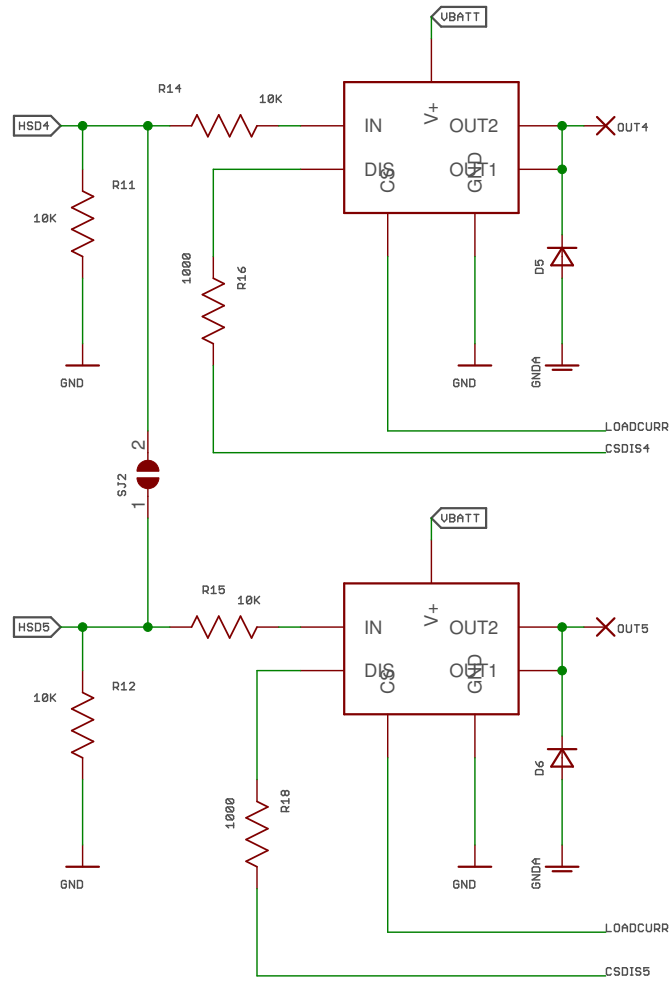 VBATT
R14
10K
HSD4
IN
V+
OUT2
OUT4
DIS
CS
GND
OUT1
R11
10K
1000
R16
D5
GND
GND
GNDA
LOADCURR
CSDIS4
2
SJ2
1
VBATT
R15
10K
HSD5
IN
V+
OUT2
OUT5
DIS
CS
GND
OUT1
R12
10K
1000
R18
D6
GND
GND
GNDA
LOADCURR
CSDIS5